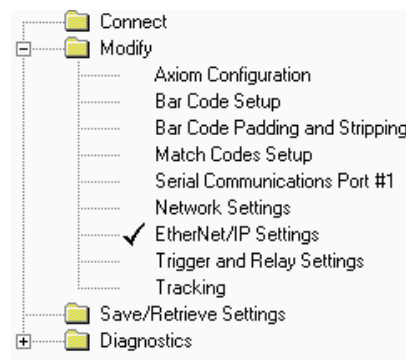 Connect
Modify
Axiom Configuration
Bar Code Setup
Bar Code Padding and Stripping
Match Codes Setup
Serial Communications Port #1
Network Settings
EtherNet/IP Settings
Trigger and Relay Settings
Tracking
Save/Retrieve Settings
Diagnostics